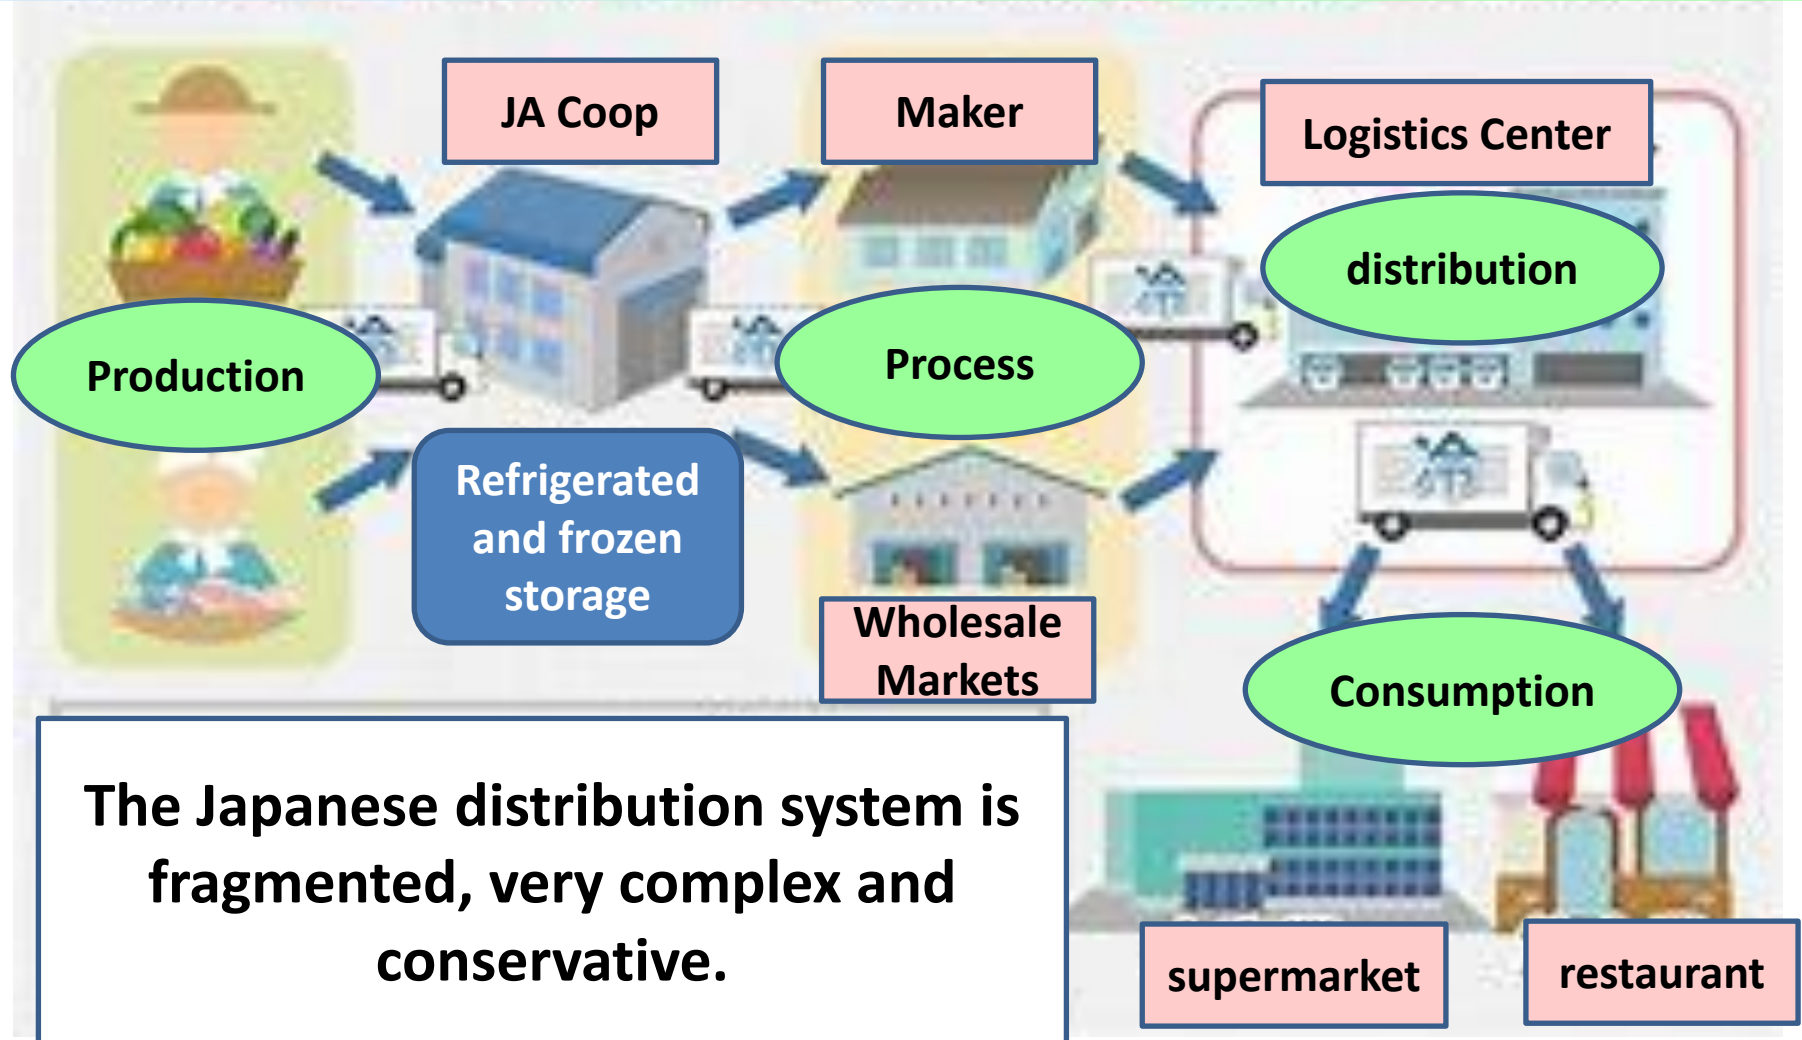 JA Coop
Maker
Logistics Center
distribution
Production
Process
Refrigerated
and frozen
storage
Wholesale
Markets
Consumption
The Japanese distribution system is
fragmented, very complex and
conservative.
supermarket
restaurant